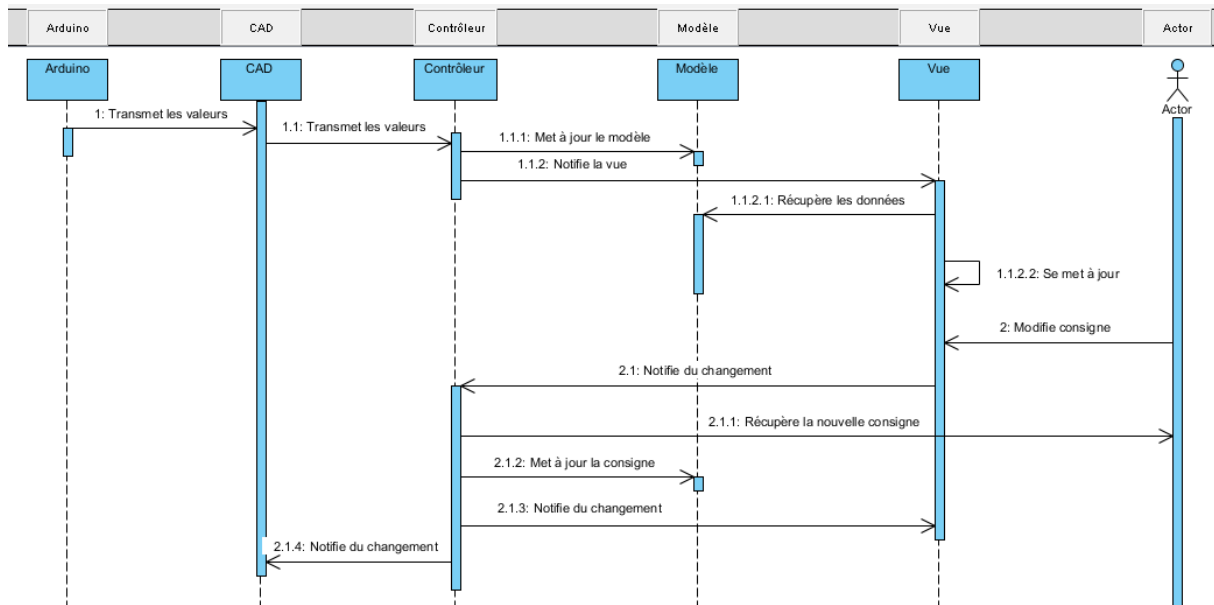 Arduino
CAD
Contrôleur
Modèle
Vue
Actor
Arduino
CAD
Contrôleur
Modèle
Vue
Actor
1: Transmet les valeurs
1.1: Transmet les valeurs
1.1.1: Met à jour le modèle
1.1.2: Notifie la vue
1.1.2.1: Récupère les données
1.1.2.2: Se met à jour
2: Modifie consigne
2.1: Notifie du changement
2.1.1: Récupère la nouvelle consigne
2.1.2: Met à jour la consigne
2.1.3: Notifie du changement
2.1.4: Notifie du changement